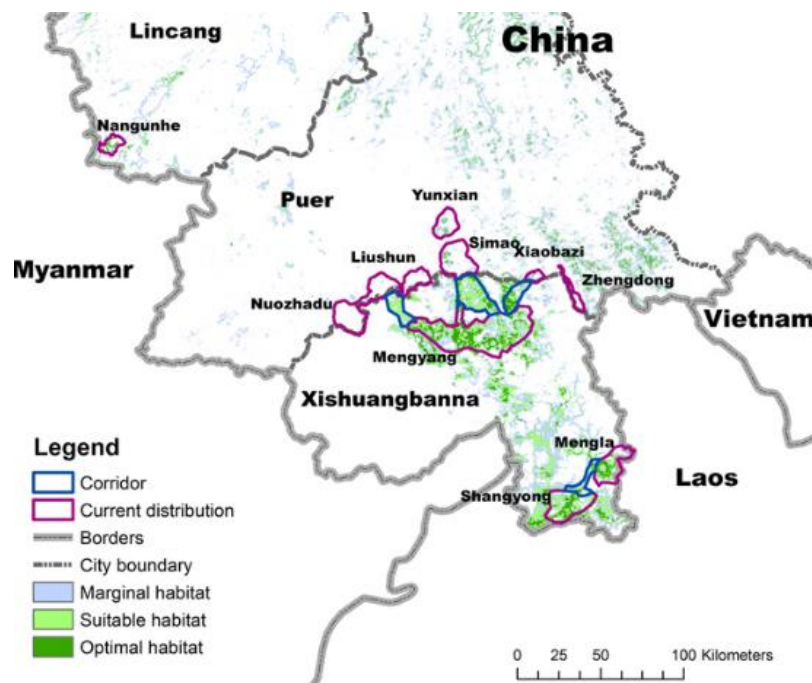 Lincang
China
Nangunhe
Puer
Yunxian
Simao
Xiaobazi
Liushun
Myanmar
Zhengdong
Nuozhadu
Vietnam
Mengyang
Xishuangbanna
Mengla
Laos
Shangyong
Legend
Corridor
Current distribution
Borders
City boundary
Marginal habitat
Suitable habitat
Optimal habitat
0 25 50 100 Kilometers